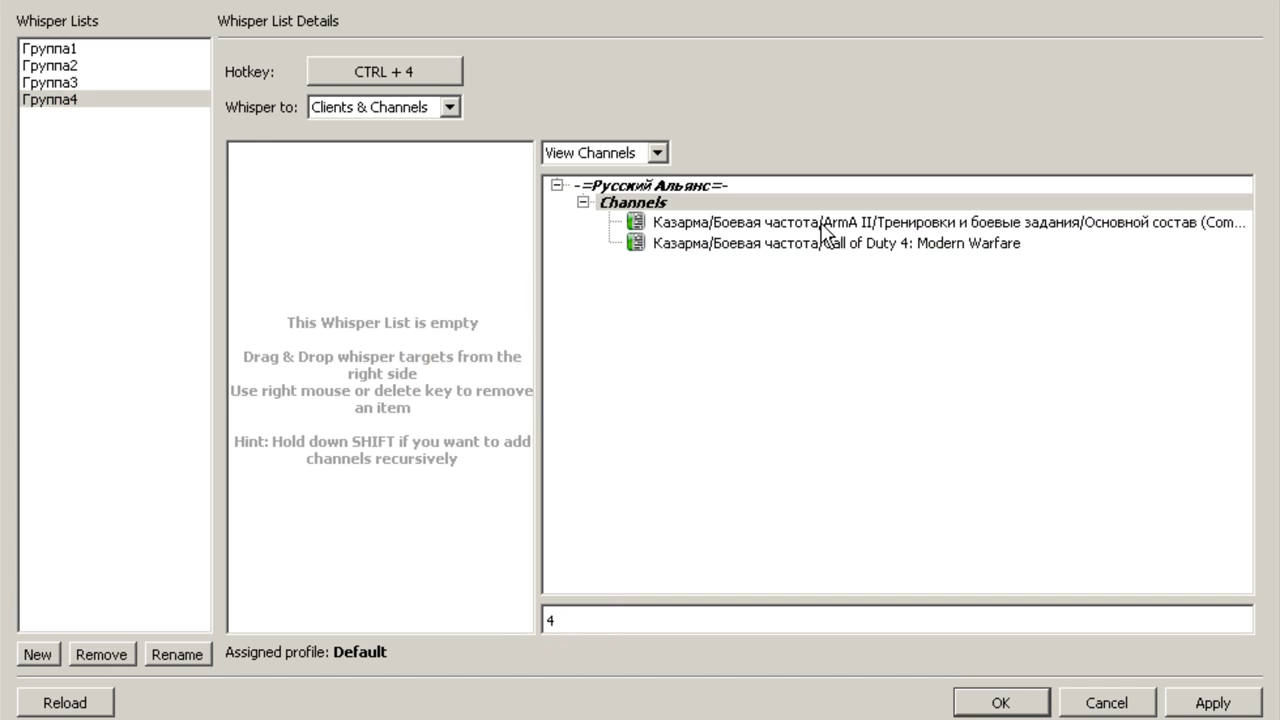 Whisper Lists
Whisper List Details
Группа1
Группа2
Группа3
Группа4
Hotkey:
CTRL + 4
Whisper to:
Clients & Channels
View Channels
-=Русский Альянс=-
Channels
Казарма/Боевая частота/ArmA II/Тренировки и боевые задания/Основной состав (Com...
Казарма/Боевая частота/Call of Duty 4: Modern Warfare
This Whisper List is empty
Drag & Drop whisper targets from the
right side
Use right mouse or delete key to remove
an item
Hint: Hold down SHIFT if you want to add
channels recursively
4
New
Remove
Rename
Assigned profile: Default
Reload
OK
Cancel
Apply